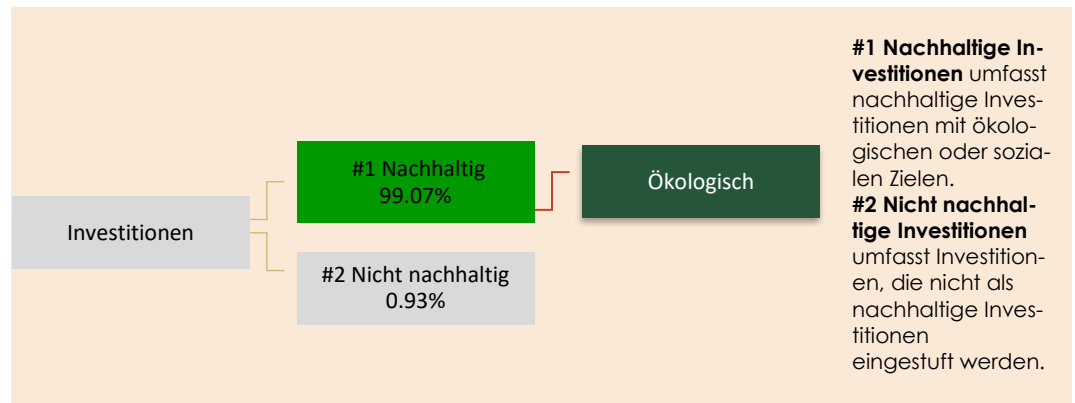 Investitionen
#1 Nachhaltig
99.07%
Ökologisch
#2 Nicht nachhaltig
0.93%
#1 Nachhaltige In-
vestitionen umfasst
nachhaltige Inves-
titionen mit ökolo-
gischen oder sozia-
len Zielen.
#2 Nicht nachhal-
tige Investitionen
umfasst Investition-
en, die nicht als
nachhaltige Inves-
titionen
eingestuft werden.